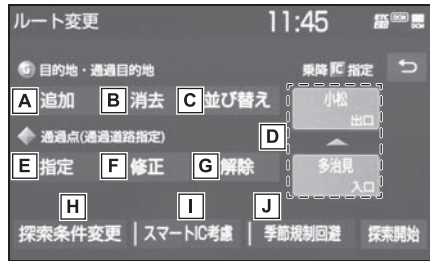 ルート変更 11:45 DCM
G 目的地・通過目的地 乗降IC指定
A 追加 B 消去 C 並び替え 小松 出口
通過点(通過道路指定) D
E 指定 F 修正 G 解除 多治見 入口
H I J
探索条件変更 スマートIC考慮 季節規制回避 探索開始